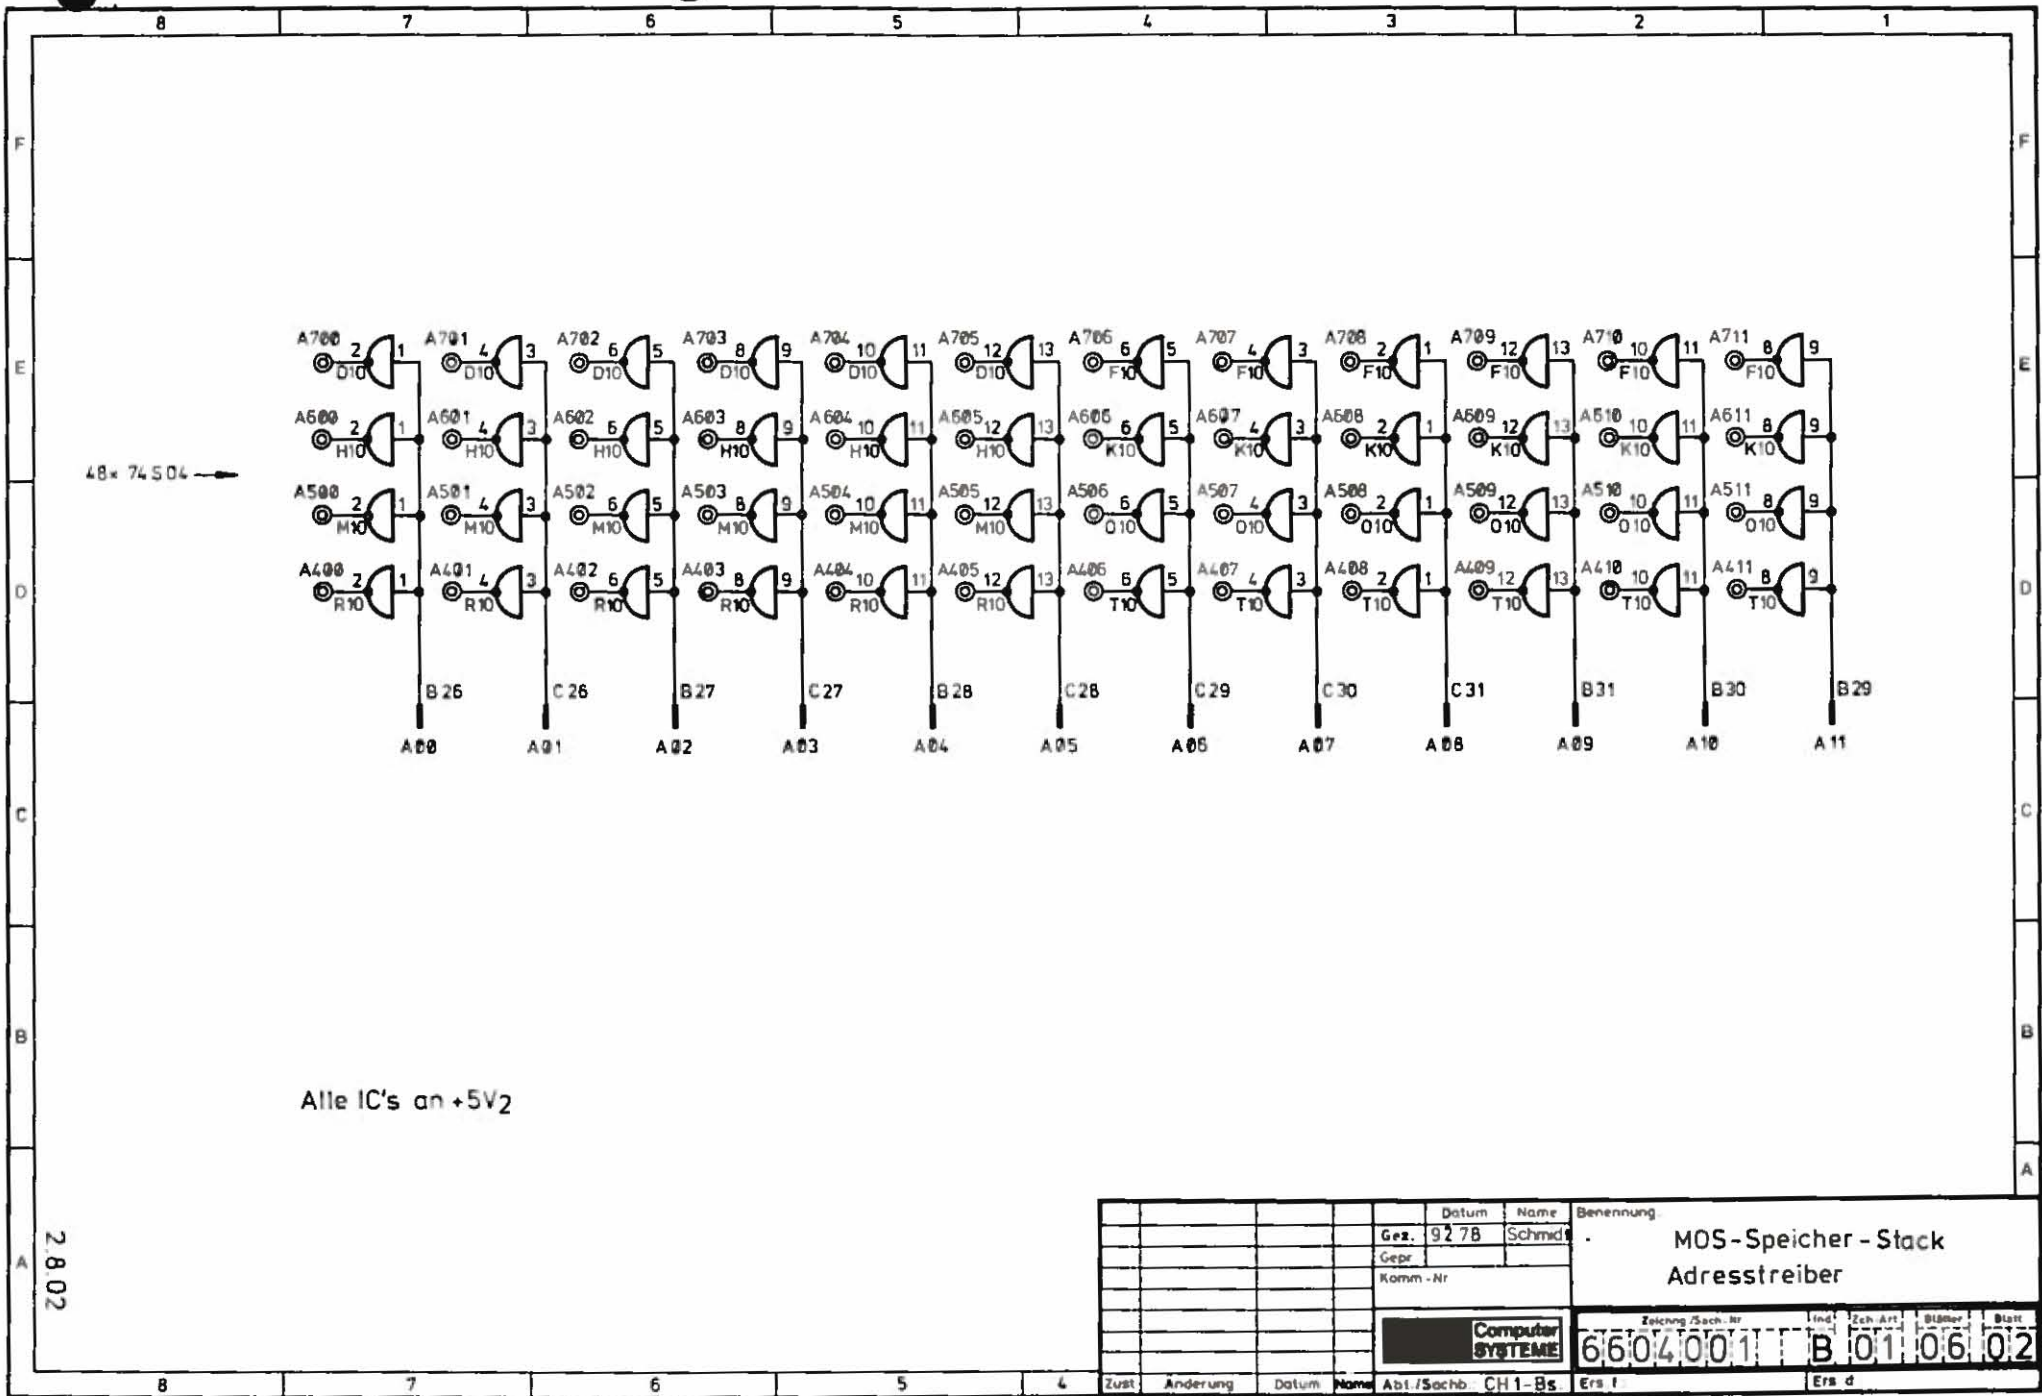 8 7 6 5 4 3 2 1
F F
A700 2 1 D10 A701 4 3 D10 A702 6 5 D10 A703 8 9 D10 A704 10 11 D10 A705 12 13 D10 A706 6 5 F10 A707 4 3 F10 A708 2 1 F10 A709 12 13 F10 A710 10 11 F10 A711 8 9 F10
E E
A600 2 1 H10 A601 4 3 H10 A602 6 5 H10 A603 8 9 H10 A604 10 11 H10 A605 12 13 H10 A606 6 5 K10 A607 4 3 K10 A608 2 1 K10 A609 12 13 K10 A610 10 11 K10 A611 8 9 K10
48x 74S04
A500 2 1 M10 A501 4 3 M10 A502 6 5 M10 A503 8 9 M10 A504 10 11 M10 A505 12 13 M10 A506 6 5 O10 A507 4 3 O10 A508 2 1 O10 A509 12 13 O10 A510 10 11 O10 A511 8 9 O10
A400 2 1 R10 A401 4 3 R10 A402 6 5 R10 A403 8 9 R10 A404 10 11 R10 A405 12 13 R10 A406 6 5 T10 A407 4 3 T10 A408 2 1 T10 A409 12 13 T10 A410 10 11 T10 A411 8 9 T10
D D
B26 C26 B27 C27 B28 C28 C29 C30 C31 B31 B30 B29
A00 A01 A02 A03 A04 A05 A06 A07 A08 A09 A10 A11
C C
B B
Alle IC's an +5V2
A
A
2.8.02
Datum Name Benennung
Gez. 9.2.78 Schmidt
Gepr
Komm-Nr
MOS-Speicher-Stack
Adresstreiber
Computer
SYSTEME
Zeichng./Sach-Nr Ind Zch-Art Blätter Blatt
6604001 B 01 06 02
Zust Änderung Datum Name Abt./Sachb. CH1-Bs. Ers f Ers d
8 7 6 5 4